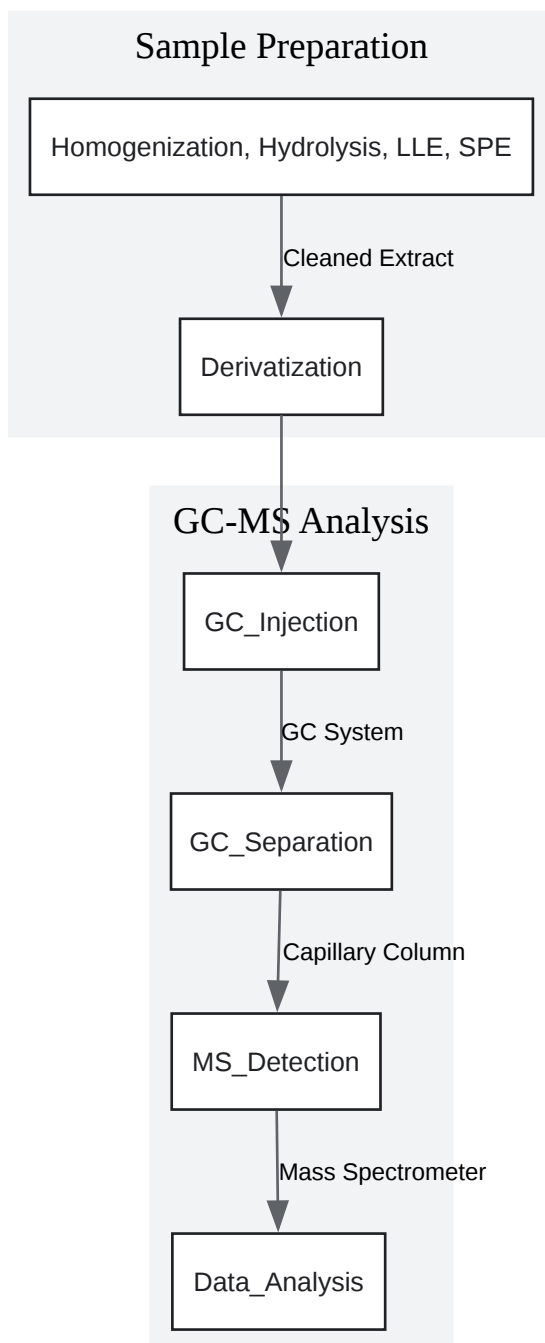 Sample Preparation
Homogenization, Hydrolysis, LLE, SPE
Cleaned Extract
Derivatization
GC-MS Analysis
GC_Injection
GC System
GC_Separation
Capillary Column
MS_Detection
Mass Spectrometer
Data_Analysis